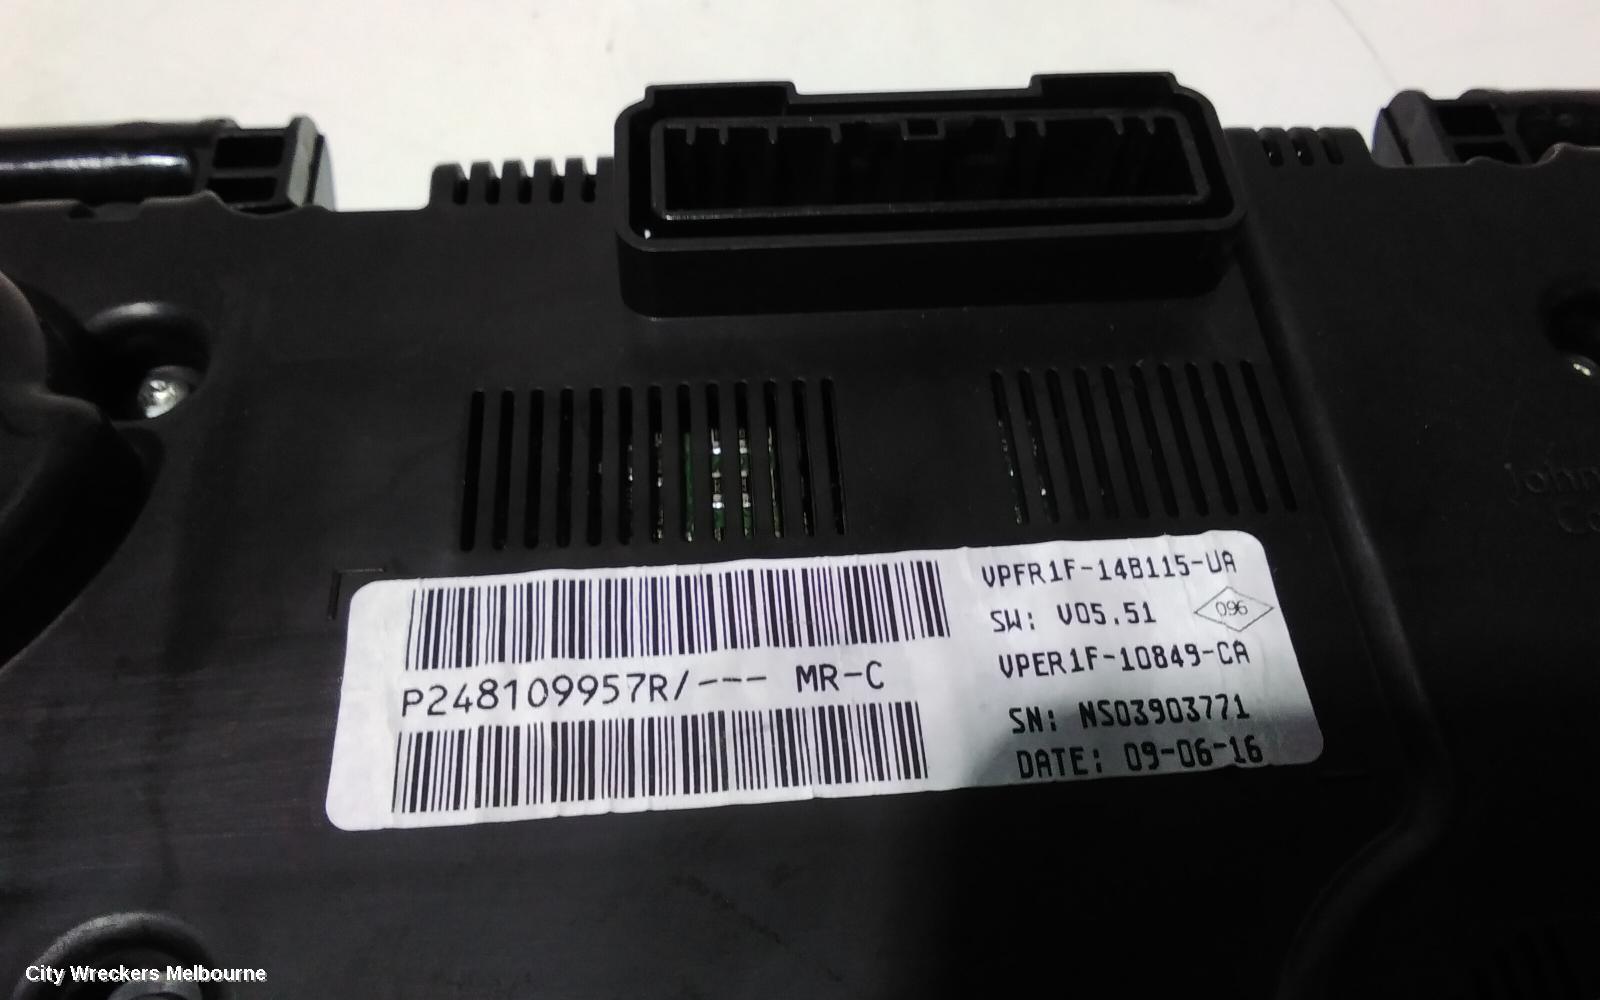 VPFR1F-14B115-UA
SW: V05.51
096
P248109957R/--- MR-C
VPER1F-10849-CA
SN: NS03903771
DATE: 09-06-16
City Wreckers Melbourne